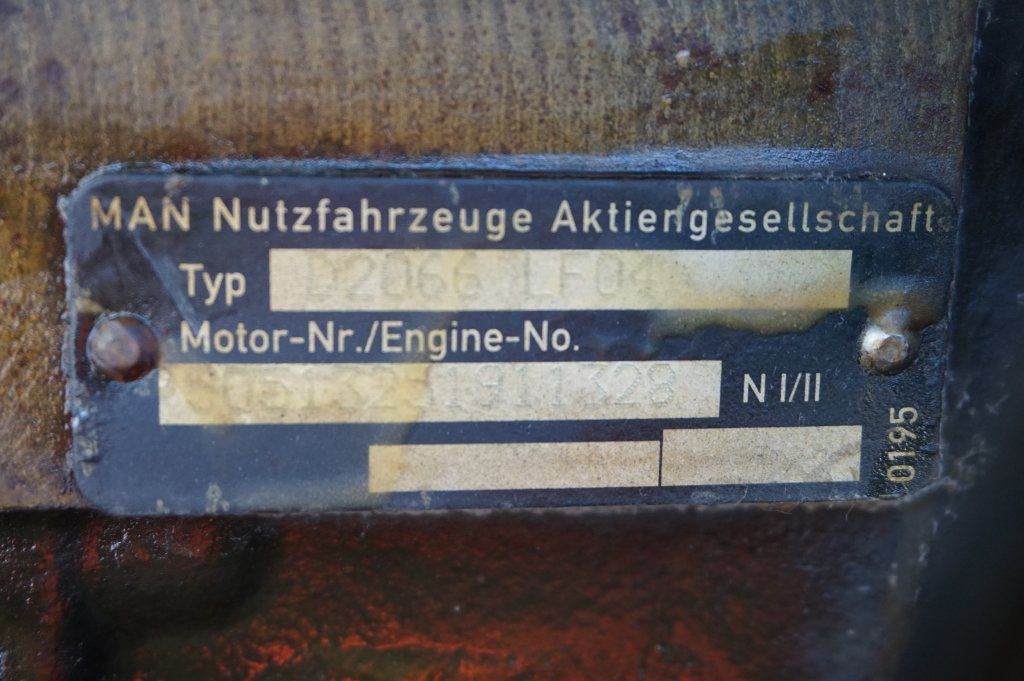 MAN Nutzfahrzeuge Aktiengesellschaft
Typ D2066 LF04
Motor-Nr./Engine-No.
N I/II
0195